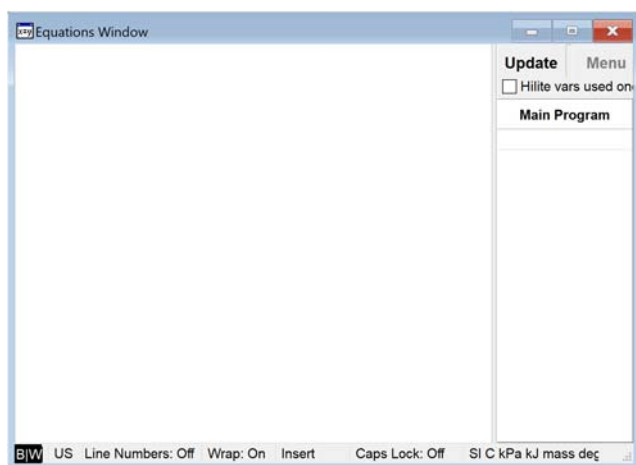 x=y Equations Window
Update Menu
Hilite vars used on
Main Program
B|W US Line Numbers: Off Wrap: On Insert Caps Lock: Off SI C kPa kJ mass deg